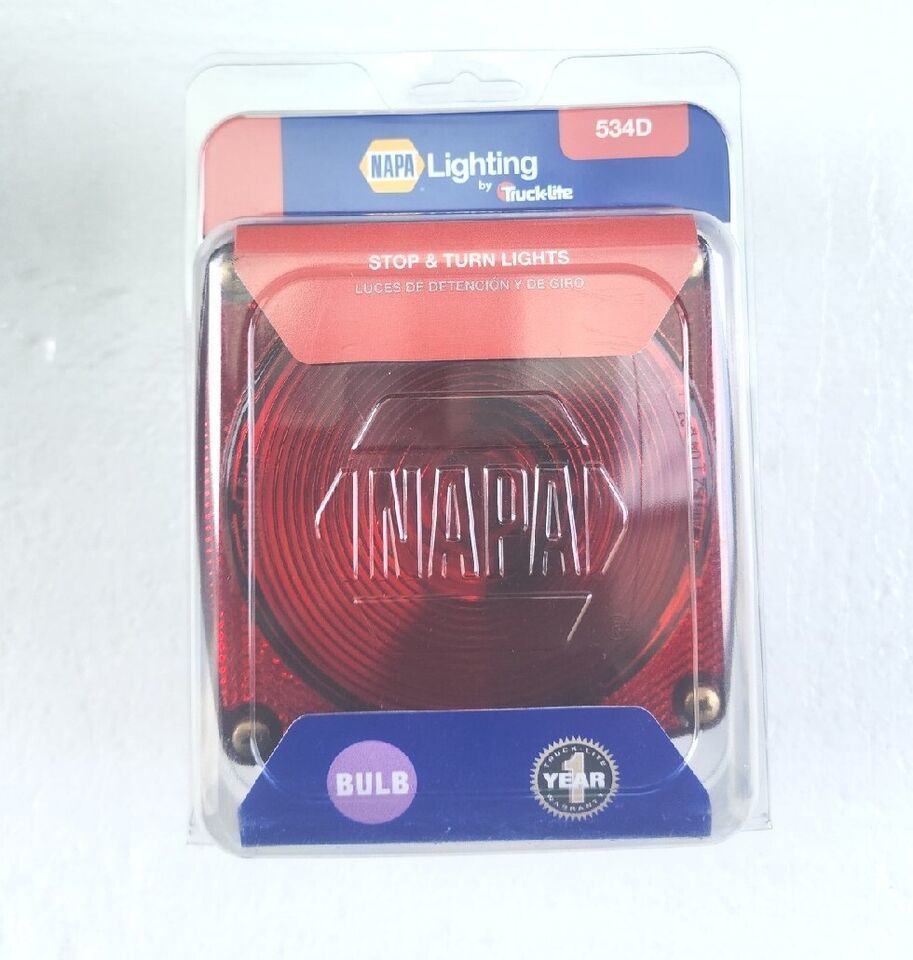 534D
NAPA Lighting
by Truck-Lite
STOP & TURN LIGHTS
LUCES DE DETENCIÓN Y DE GIRO
NAPA
BULB
TRUCK-LITE
1 YEAR
WARRANTY